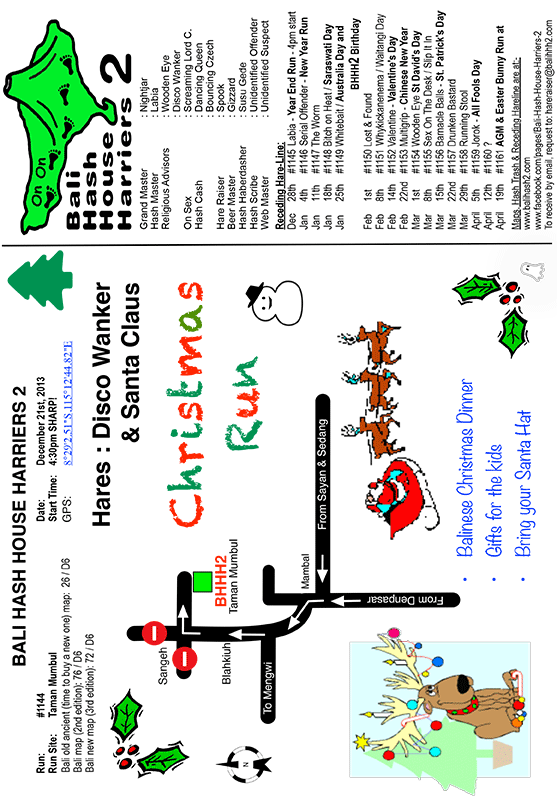 BALI HASH HOUSE HARRIERS 2
Run: #1144
Run Site: Taman Mumbul
Bali old ancient (time to buy a new one) map: 26 / D6
Bali map (2nd edition): 76 / D6
Bali new map (3rd edition): 72 / D6
Date: December 21st, 2013
Start Time: 4:30pm SHARP!
GPS: 8°29'2.51"S 115°12'44.82"E
Hares : Disco Wanker
& Santa Claus
Christmas
Run
Sangeh
BHHH2
Taman Mumbul
Blahkiuh
To Mengwi
Mambal
From Sayan & Sedang
From Denpasar
N
• Balinese Christmas Dinner
• Gifts for the kids
• Bring your Santa Hat
On On
Bali
Hash
House
Harriers 2
Grand Master : Nightjar
Hash Master : Labia
Religious Advisors : Wooden Eye
: Disco Wanker
On Sex : Screaming Lord C.
Hash Cash : Dancing Queen
: Bouncing Czech
Hare Raiser : Spook
Beer Master : Gizzard
Hash Haberdasher : Susu Gede
Hash Scribe : Unidentified Offender
Web Master : Unidentified Suspect
Receding Hare-Line:
Dec 28th #1145 Labia - Year End Run - 4pm start
Jan 4th #1146 Serial Offender - New Year Run
Jan 11th #1147 The Worm
Jan 18th #1148 Bitch on Heat / Saraswati Day
Jan 25th #1149 Whiteball / Australia Day and
BHHH2 Birthday
Feb 1st #1150 Lost & Found
Feb 8th #1151 Whykickamenena / Waitangi Day
Feb 14th #1152 Valentine - Valentine's Day
Feb 22nd #1153 Multigrip - Chinese New Year
Mar 1st #1154 Wooden Eye St David's Day
Mar 8th #1155 Sex On The Desk / Slip It In
Mar 15th #1156 Barnacle Balls - St. Patrick's Day
Mar 22nd #1157 Drunken Bastard
Mar 29th #1158 Running Stool
April 5th #1159 Jorok - All Fools Day
April 12th #1160 ?
April 19th #1161 AGM & Easter Bunny Run at
Maps, Hash Trash & Receding Hareline are at:
www.balihash2.com
www.facebook.com/pages/Bali-Hash-House-Harriers-2
To receive by email, request to: hareraise@balihhh2.com